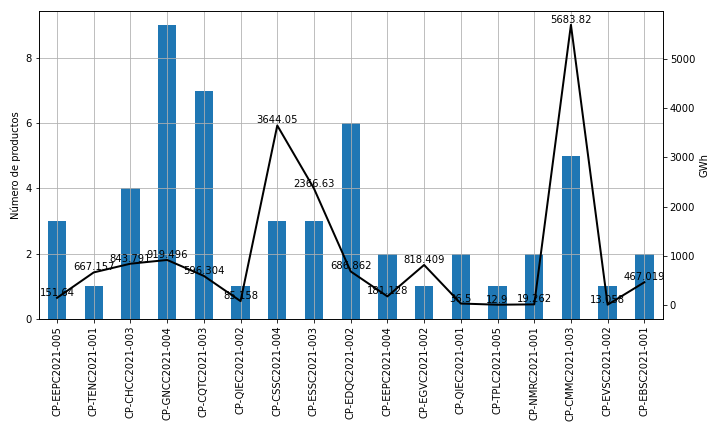 Número de productos
8
6
4
2
0
5000
4000
3000
2000
1000
0
GWh
151.64
667.157
843.791
919.496
596.304
85.158
3644.05
2366.63
686.862
181.128
818.409
36.5
12.9
19.262
5683.82
13.058
467.019
CP-EEPC2021-005
CP-TENC2021-001
CP-CHCC2021-003
CP-GNCC2021-004
CP-CQTC2021-003
CP-QIEC2021-002
CP-CSSC2021-004
CP-ESSC2021-003
CP-EDQC2021-002
CP-EEPC2021-004
CP-EGVC2021-002
CP-QIEC2021-001
CP-TPLC2021-005
CP-NMRC2021-001
CP-CMMC2021-003
CP-EVSC2021-002
CP-EBSC2021-001